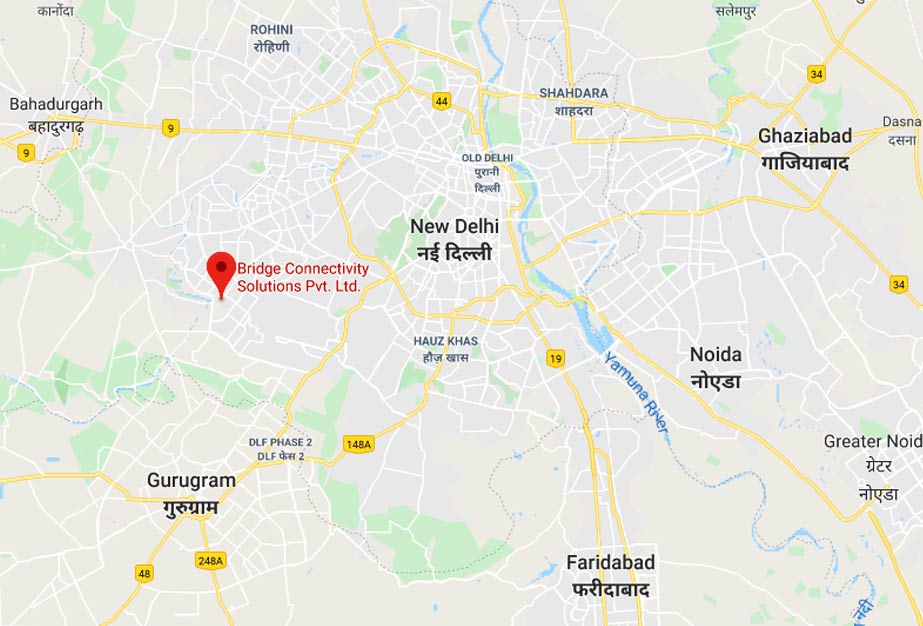 कानोंदा
ROHINI
रोहिणी
सलेमपुर
34
Bahadurgarh
बहादुरगढ़
9
9
44
SHAHDARA
शाहदरा
Ghaziabad
गाजियाबाद
Dasna
दसना
OLD DELHI
पुरानी
दिल्ली
New Delhi
नई दिल्ली
Bridge Connectivity
Solutions Pvt. Ltd.
34
HAUZ KHAS
हौज़ खास
19
Noida
नोएडा
Yamuna River
DLF PHASE 2
DLF फेस 2
148A
Greater Noid
ग्रेटर
नोएडा
Gurugram
गुरुग्राम
48
248A
Faridabad
फरीदाबाद
नदी